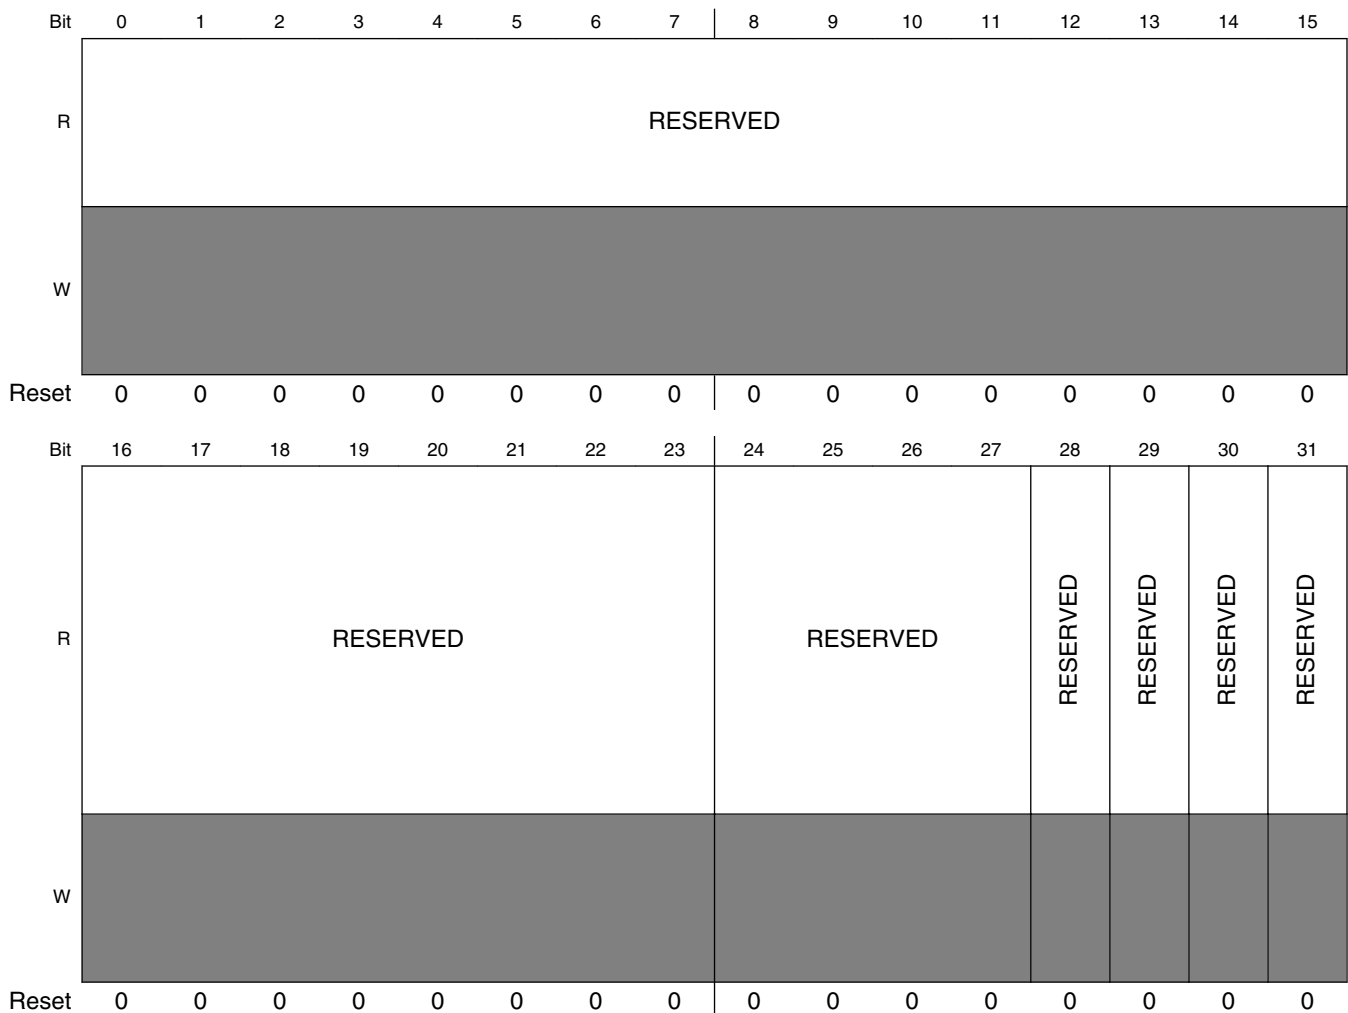 Bit 0 1 2 3 4 5 6 7 8 9 10 11 12 13 14 15
R RESERVED
W
Reset 0 0 0 0 0 0 0 0 0 0 0 0 0 0 0 0
Bit 16 17 18 19 20 21 22 23 24 25 26 27 28 29 30 31
R RESERVED RESERVED RESERVED RESERVED RESERVED RESERVED
W
Reset 0 0 0 0 0 0 0 0 0 0 0 0 0 0 0 0